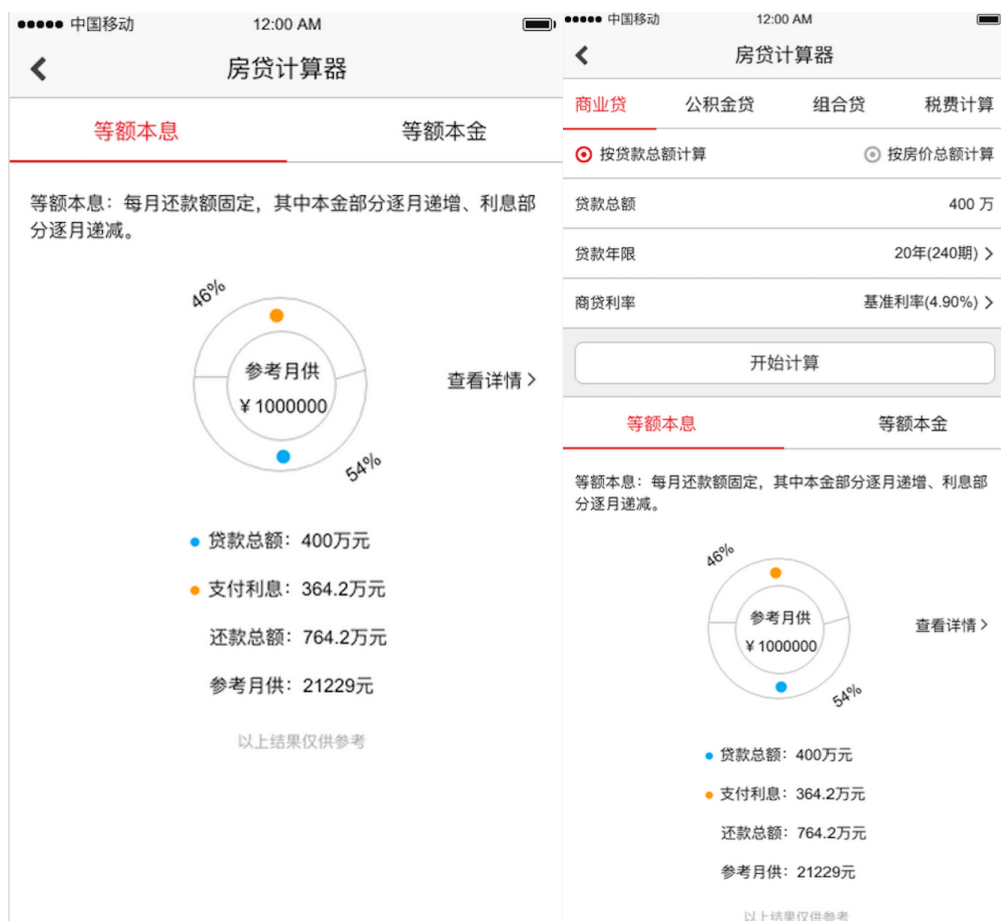 中国移动 12:00 AM
房贷计算器
等额本息 等额本金
等额本息：每月还款额固定，其中本金部分逐月递增、利息部
分逐月递减。
46%
参考月供
¥ 1000000
查看详情
54%
贷款总额：400万元
支付利息：364.2万元
还款总额：764.2万元
参考月供：21229元
以上结果仅供参考
中国移动 12:00 AM
房贷计算器
商业贷 公积金贷 组合贷 税费计算
按贷款总额计算 按房价总额计算
贷款总额 400 万
贷款年限 20年(240期)
商贷利率 基准利率(4.90%)
开始计算
等额本息 等额本金
等额本息：每月还款额固定，其中本金部分逐月递增、利息部
分逐月递减。
46%
参考月供
¥ 1000000
查看详情
54%
贷款总额：400万元
支付利息：364.2万元
还款总额：764.2万元
参考月供：21229元
以上结果仅供参考